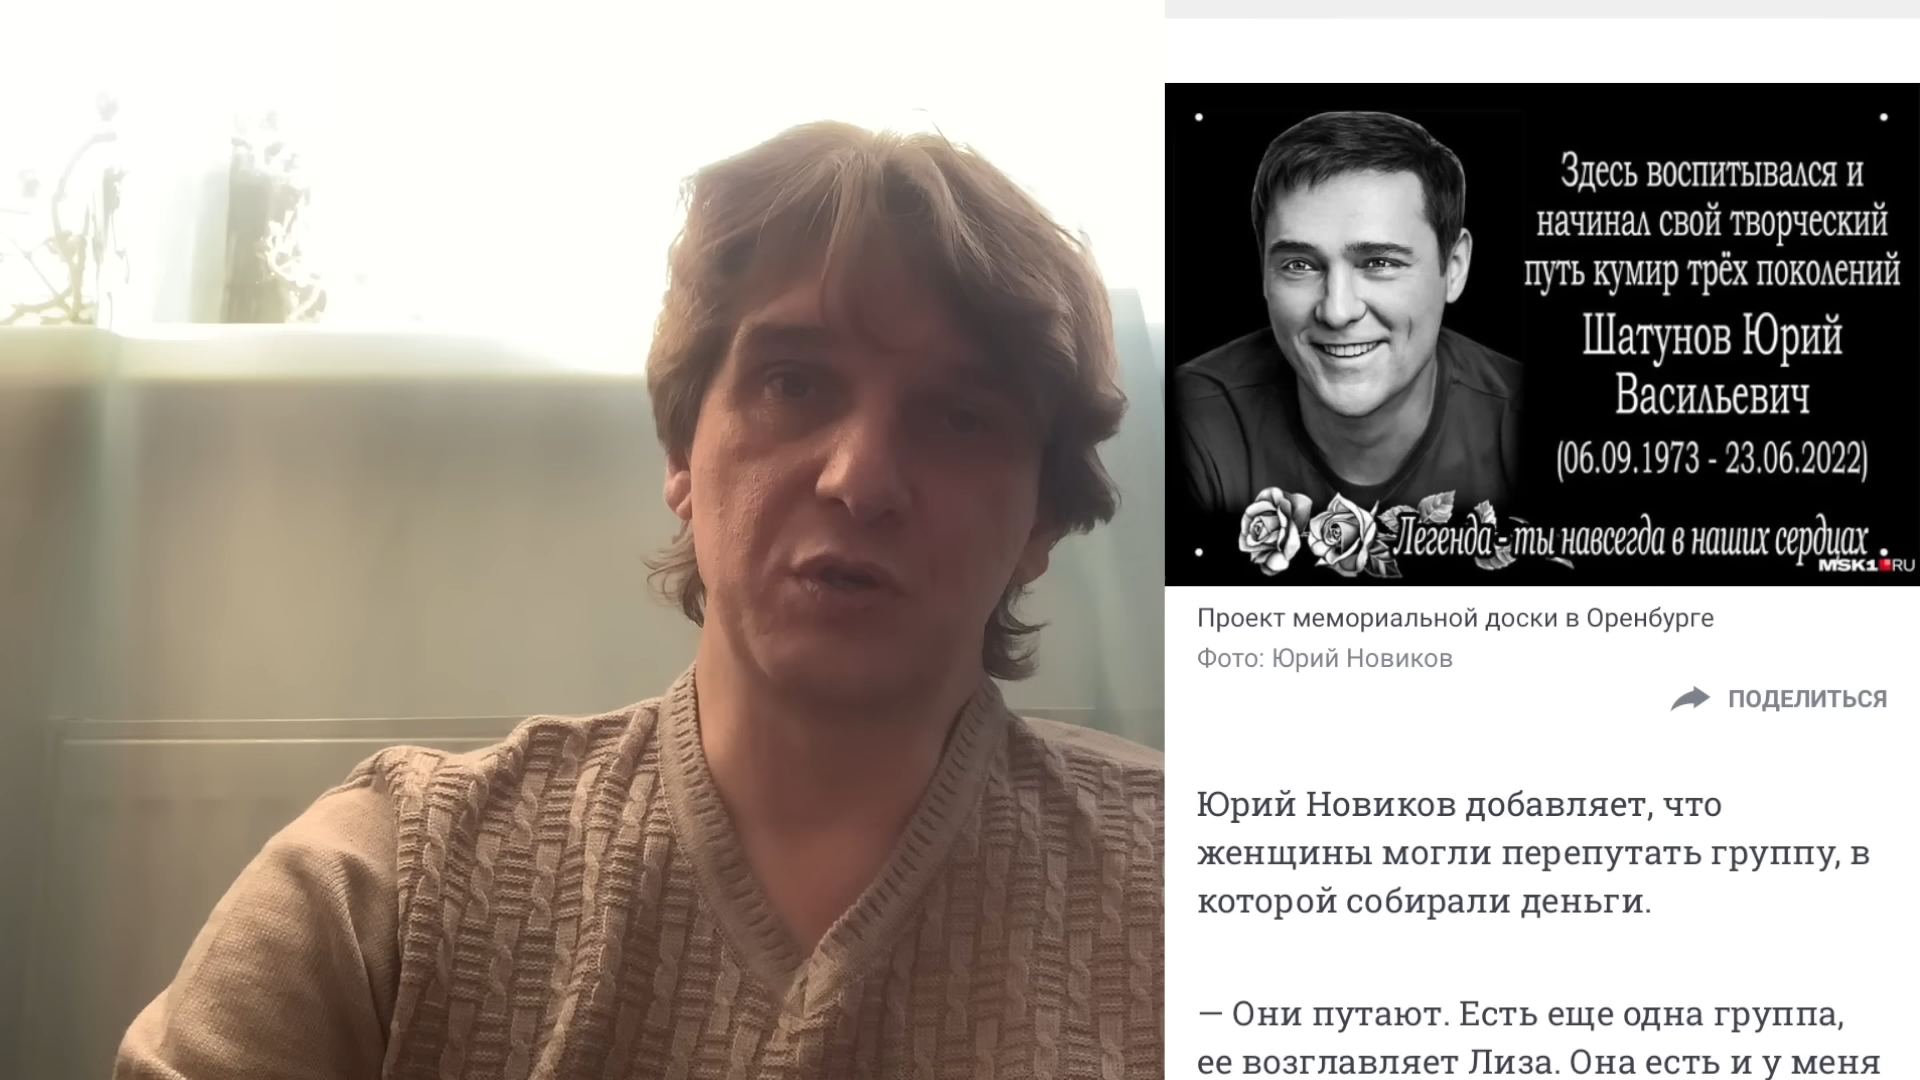 Здесь воспитывался и
начинал свой творческий
путь кумир трёх поколений
Шатунов Юрий
Васильевич
(06.09.1973 - 23.06.2022)
Легенда - ты навсегда в наших сердцах
MSK1.RU
Проект мемориальной доски в Оренбурге
Фото: Юрий Новиков
ПОДЕЛИТЬСЯ
Юрий Новиков добавляет, что
женщины могли перепутать группу, в
которой собирали деньги.
— Они путают. Есть еще одна группа,
ее возглавляет Лиза. Она есть и у меня